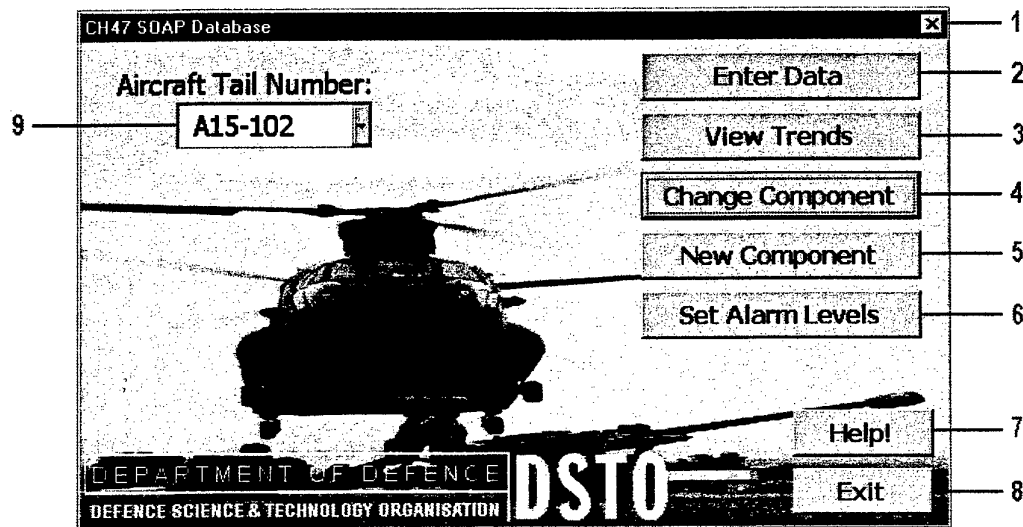 CH47 SOAP Database
1
Aircraft Tail Number:
Enter Data
2
9
A15-102
View Trends
3
Change Component
4
New Component
5
Set Alarm Levels
6
Help!
7
DEPARTMENT OF DEFENCE
DSTO
Exit
8
DEFENCE SCIENCE & TECHNOLOGY ORGANISATION